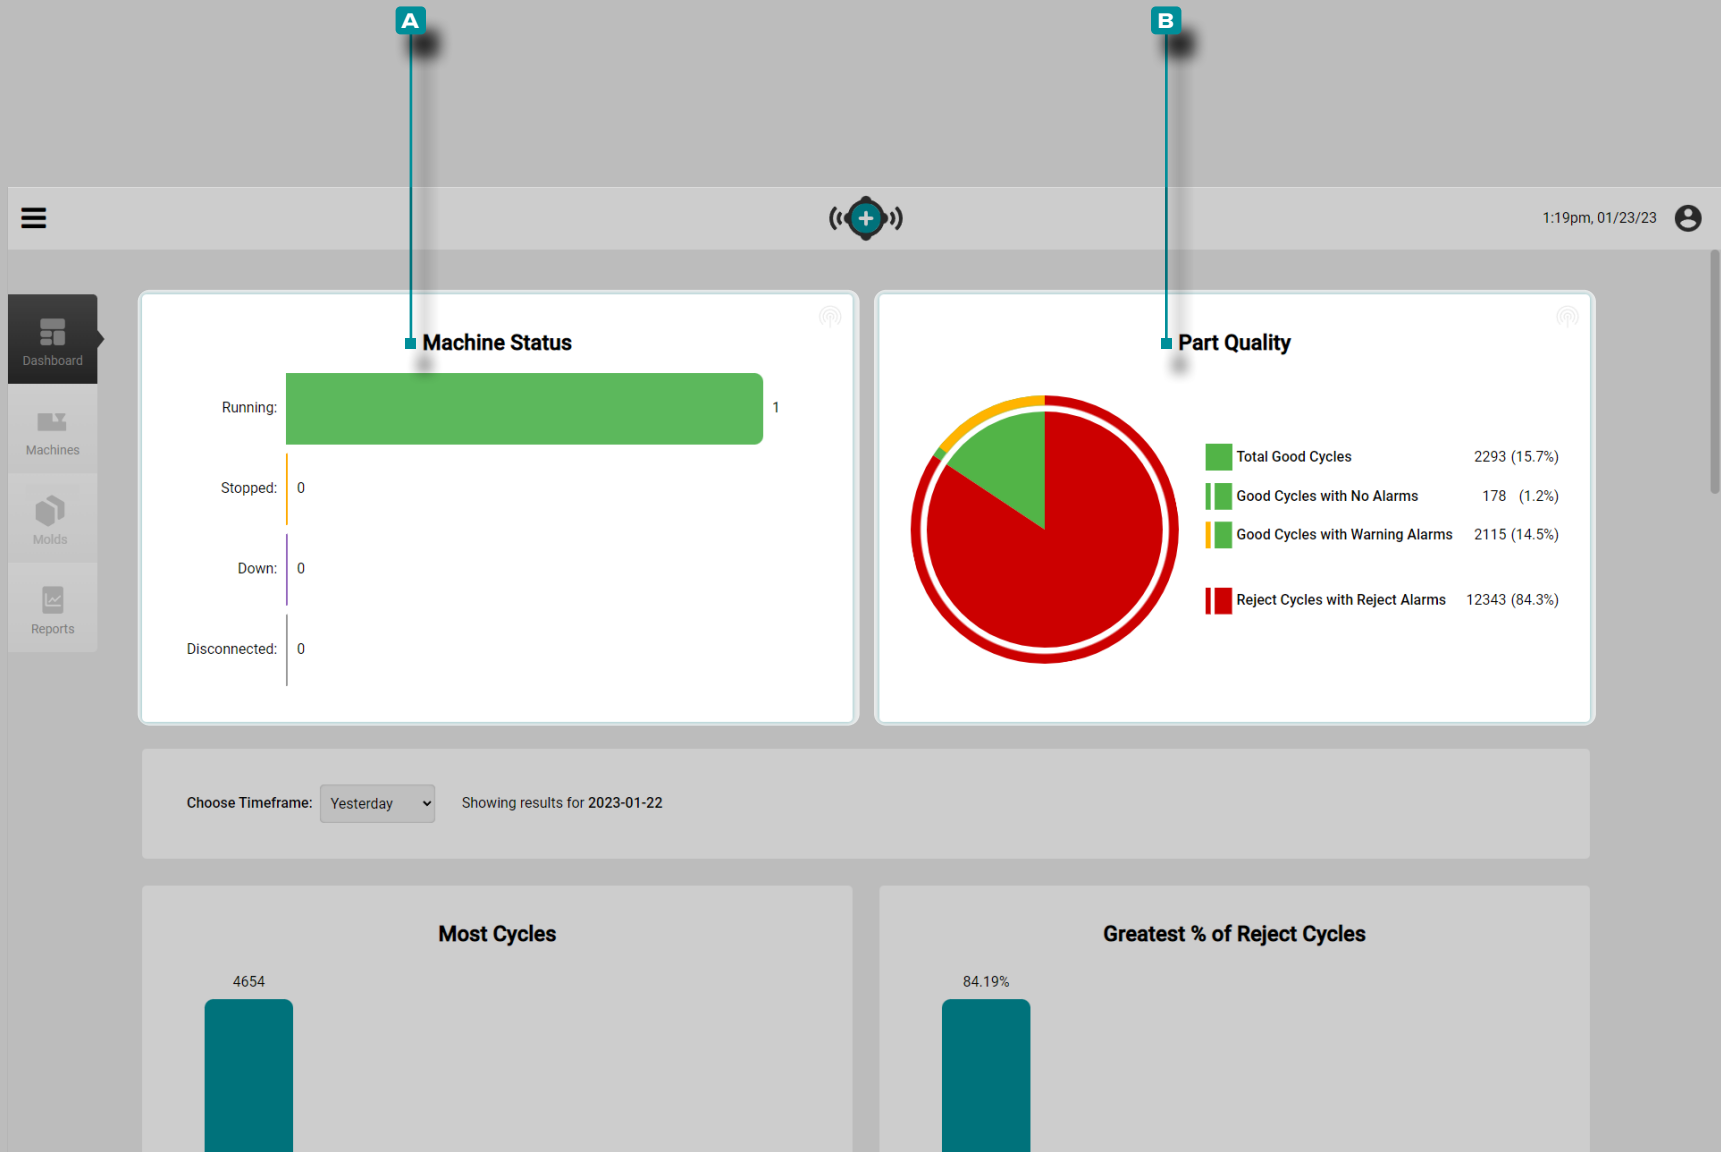 A
B
1:19pm, 01/23/23
Dashboard
Machines
Molds
Reports
Machine Status
Running: 1
Stopped: 0
Down: 0
Disconnected: 0
Part Quality
Total Good Cycles 2293 (15.7%)
Good Cycles with No Alarms 178 (1.2%)
Good Cycles with Warning Alarms 2115 (14.5%)
Reject Cycles with Reject Alarms 12343 (84.3%)
Choose Timeframe: Yesterday Showing results for 2023-01-22
Most Cycles
4654
Greatest % of Reject Cycles
84.19%